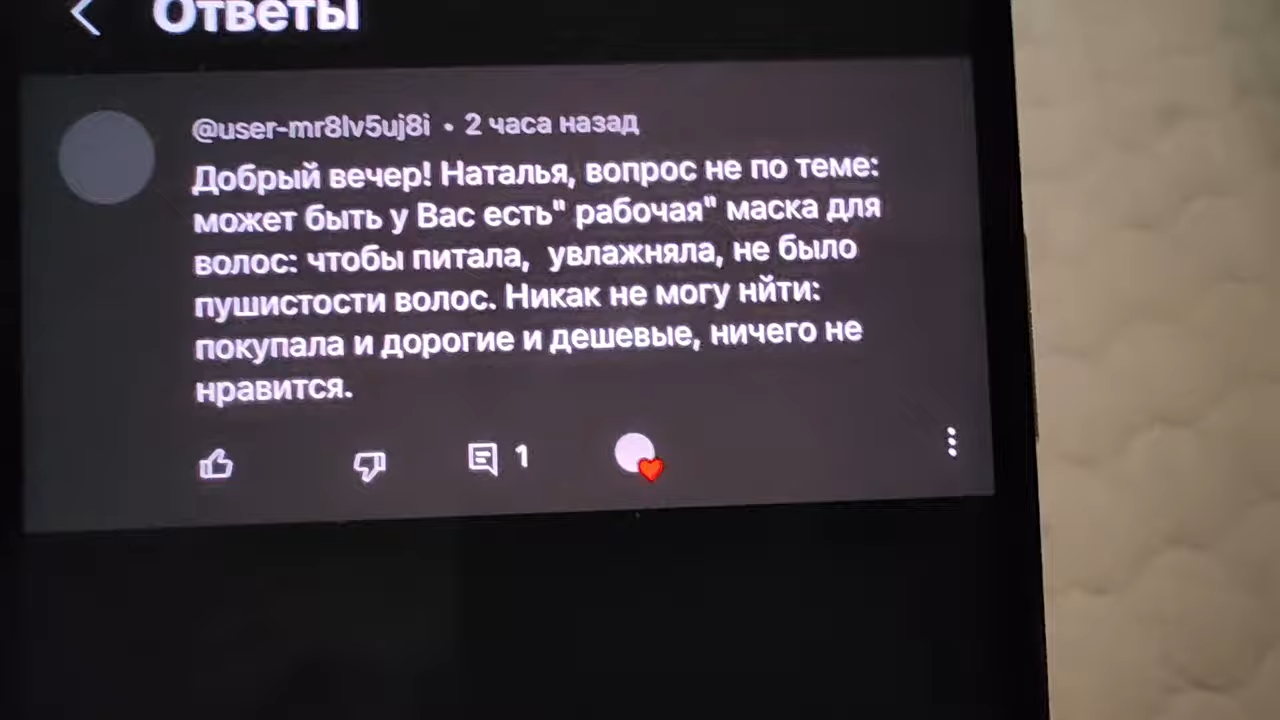 Ответы
@user-mr8lv5uj8i • 2 часа назад
Добрый вечер! Наталья, вопрос не по теме:
может быть у Вас есть" рабочая" маска для
волос: чтобы питала, увлажняла, не было
пушистости волос. Никак не могу нйти:
покупала и дорогие и дешевые, ничего не
нравится.
1